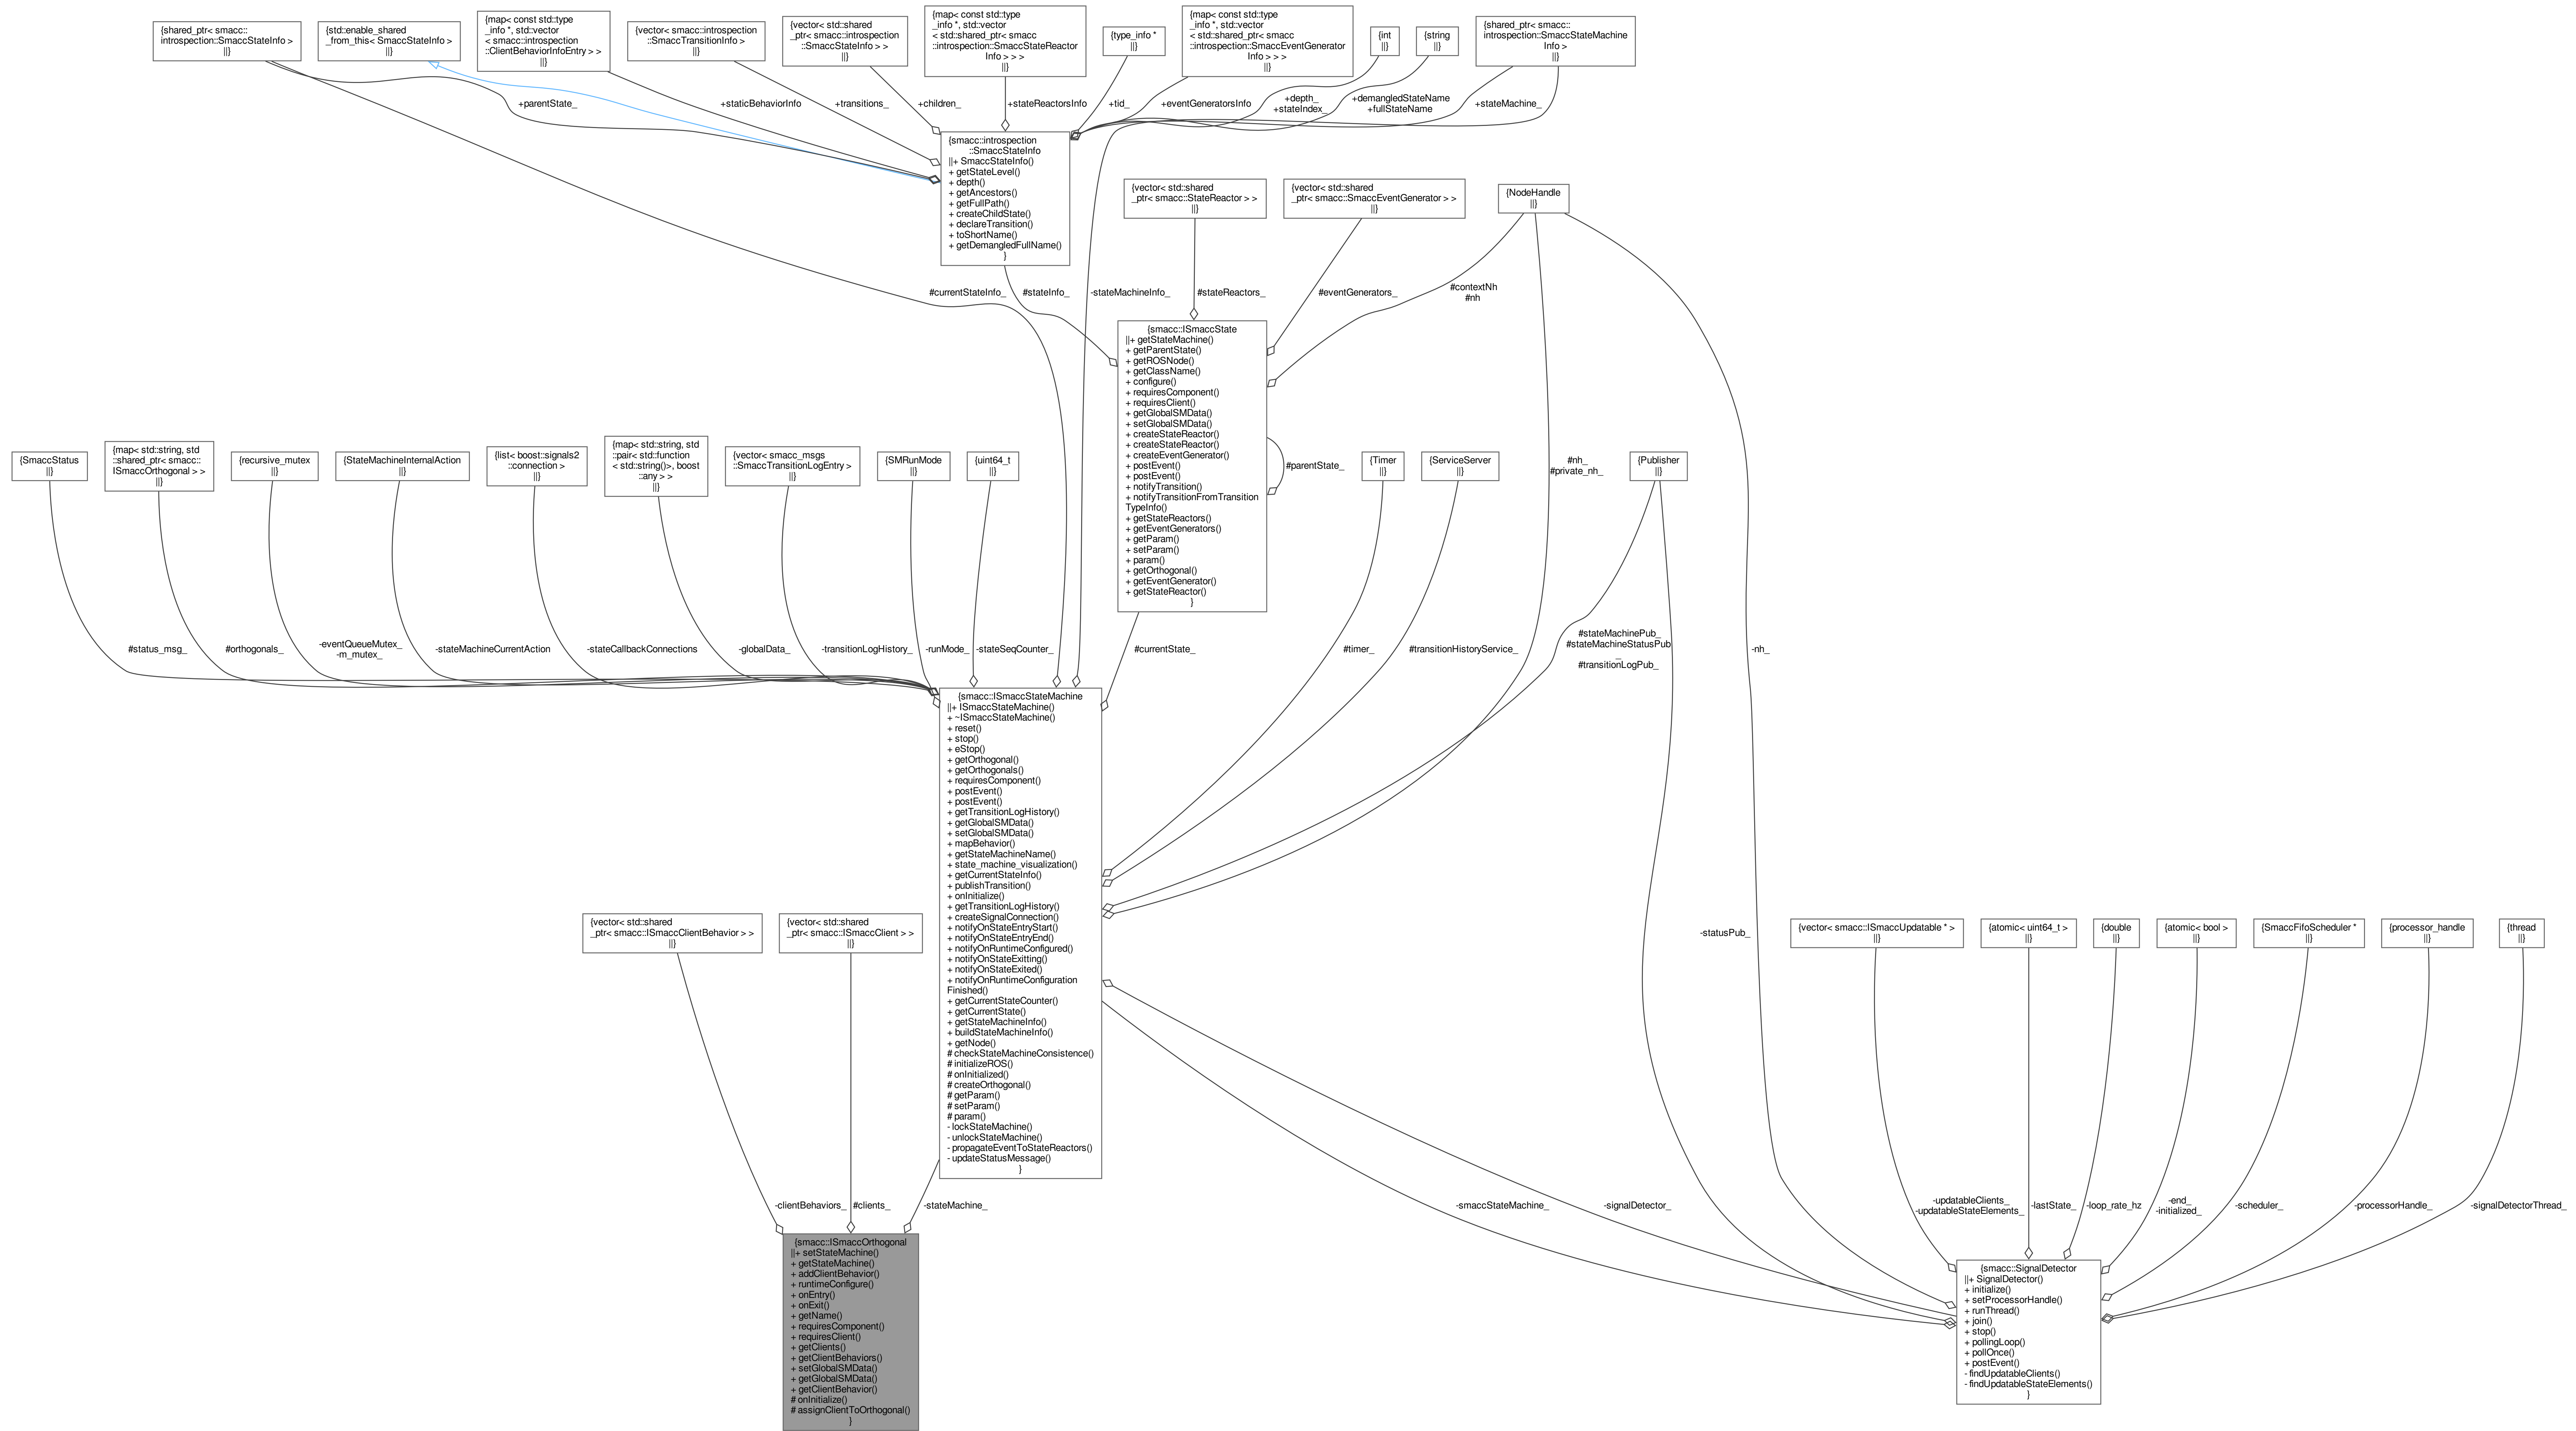 {shared_ptr< smacc::
introspection::SmaccStateInfo >
||}
{std::enable_shared
_from_this< SmaccStateInfo >
||}
{map< const std::type
_info *, std::vector
< smacc::introspection
::ClientBehaviorInfoEntry > >
||}
{vector< smacc::introspection
::SmaccTransitionInfo >
||}
{vector< std::shared
_ptr< smacc::introspection
::SmaccStateInfo > >
||}
{map< const std::type
_info *, std::vector
< std::shared_ptr< smacc
::introspection::SmaccStateReactor
Info > > >
||}
{type_info *
||}
{map< const std::type
_info *, std::vector
< std::shared_ptr< smacc
::introspection::SmaccEventGenerator
Info > > >
||}
{int
||}
{string
||}
{shared_ptr< smacc::
introspection::SmaccStateMachine
Info >
||}
+parentState_
+staticBehaviorInfo
+transitions_
+children_
+stateReactorsInfo
+tid_
+eventGeneratorsInfo
+depth_
+stateIndex_
+demangledStateName
+fullStateName
+stateMachine_
{smacc::introspection
::SmaccStateInfo
||+ SmaccStateInfo()
+ getStateLevel()
+ depth()
+ getAncestors()
+ getFullPath()
+ createChildState()
+ declareTransition()
+ toShortName()
+ getDemangledFullName()
}
{vector< std::shared
_ptr< smacc::StateReactor > >
||}
{vector< std::shared
_ptr< smacc::SmaccEventGenerator > >
||}
{NodeHandle
||}
#currentStateInfo_
#stateInfo_
-stateMachineInfo_
#stateReactors_
#eventGenerators_
#contextNh
#nh
{smacc::ISmaccState
||+ getStateMachine()
+ getParentState()
+ getROSNode()
+ getClassName()
+ configure()
+ requiresComponent()
+ requiresClient()
+ getGlobalSMData()
+ setGlobalSMData()
+ createStateReactor()
+ createStateReactor()
+ createEventGenerator()
+ postEvent()
+ postEvent()
+ notifyTransition()
+ notifyTransitionFromTransition
TypeInfo()
+ getStateReactors()
+ getEventGenerators()
+ getParam()
+ setParam()
+ param()
+ getOrthogonal()
+ getEventGenerator()
+ getStateReactor()
}
#parentState_
{SmaccStatus
||}
{map< std::string, std
::shared_ptr< smacc::
ISmaccOrthogonal > >
||}
{recursive_mutex
||}
{StateMachineInternalAction
||}
{list< boost::signals2
::connection >
||}
{map< std::string, std
::pair< std::function
< std::string()>, boost
::any > >
||}
{vector< smacc_msgs
::SmaccTransitionLogEntry >
||}
{SMRunMode
||}
{uint64_t
||}
{Timer
||}
{ServiceServer
||}
#nh_
#private_nh_
{Publisher
||}
#status_msg_
#orthogonals_
-eventQueueMutex_
-m_mutex_
-stateMachineCurrentAction
-stateCallbackConnections
-globalData_
-transitionLogHistory_
-runMode_
-stateSeqCounter_
#currentState_
#timer_
#transitionHistoryService_
#stateMachinePub_
#stateMachineStatusPub
_
#transitionLogPub_
-nh_
{smacc::ISmaccStateMachine
||+ ISmaccStateMachine()
+ ~ISmaccStateMachine()
+ reset()
+ stop()
+ eStop()
+ getOrthogonal()
+ getOrthogonals()
+ requiresComponent()
+ postEvent()
+ postEvent()
+ getTransitionLogHistory()
+ getGlobalSMData()
+ setGlobalSMData()
+ mapBehavior()
+ getStateMachineName()
+ state_machine_visualization()
+ getCurrentStateInfo()
+ publishTransition()
+ onInitialize()
+ getTransitionLogHistory()
+ createSignalConnection()
+ notifyOnStateEntryStart()
+ notifyOnStateEntryEnd()
+ notifyOnRuntimeConfigured()
+ notifyOnStateExitting()
+ notifyOnStateExited()
+ notifyOnRuntimeConfiguration
Finished()
+ getCurrentStateCounter()
+ getCurrentState()
+ getStateMachineInfo()
+ buildStateMachineInfo()
+ getNode()
# checkStateMachineConsistence()
# initializeROS()
# onInitialized()
# createOrthogonal()
# getParam()
# setParam()
# param()
- lockStateMachine()
- unlockStateMachine()
- propagateEventToStateReactors()
- updateStatusMessage()
}
-statusPub_
{vector< std::shared
_ptr< smacc::ISmaccClientBehavior > >
||}
{vector< std::shared
_ptr< smacc::ISmaccClient > >
||}
{vector< smacc::ISmaccUpdatable * >
||}
{atomic< uint64_t >
||}
{double
||}
{atomic< bool >
||}
{SmaccFifoScheduler *
||}
{processor_handle
||}
{thread
||}
-clientBehaviors_
#clients_
-stateMachine_
-smaccStateMachine_
-signalDetector_
-updatableClients_
-updatableStateElements_
-lastState_
-loop_rate_hz
-end_
-initialized_
-scheduler_
-processorHandle_
-signalDetectorThread_
{smacc::ISmaccOrthogonal
||+ setStateMachine()
+ getStateMachine()
+ addClientBehavior()
+ runtimeConfigure()
+ onEntry()
+ onExit()
+ getName()
+ requiresComponent()
+ requiresClient()
+ getClients()
+ getClientBehaviors()
+ setGlobalSMData()
+ getGlobalSMData()
+ getClientBehavior()
# onInitialize()
# assignClientToOrthogonal()
}
{smacc::SignalDetector
||+ SignalDetector()
+ initialize()
+ setProcessorHandle()
+ runThread()
+ join()
+ stop()
+ pollingLoop()
+ pollOnce()
+ postEvent()
- findUpdatableClients()
- findUpdatableStateElements()
}